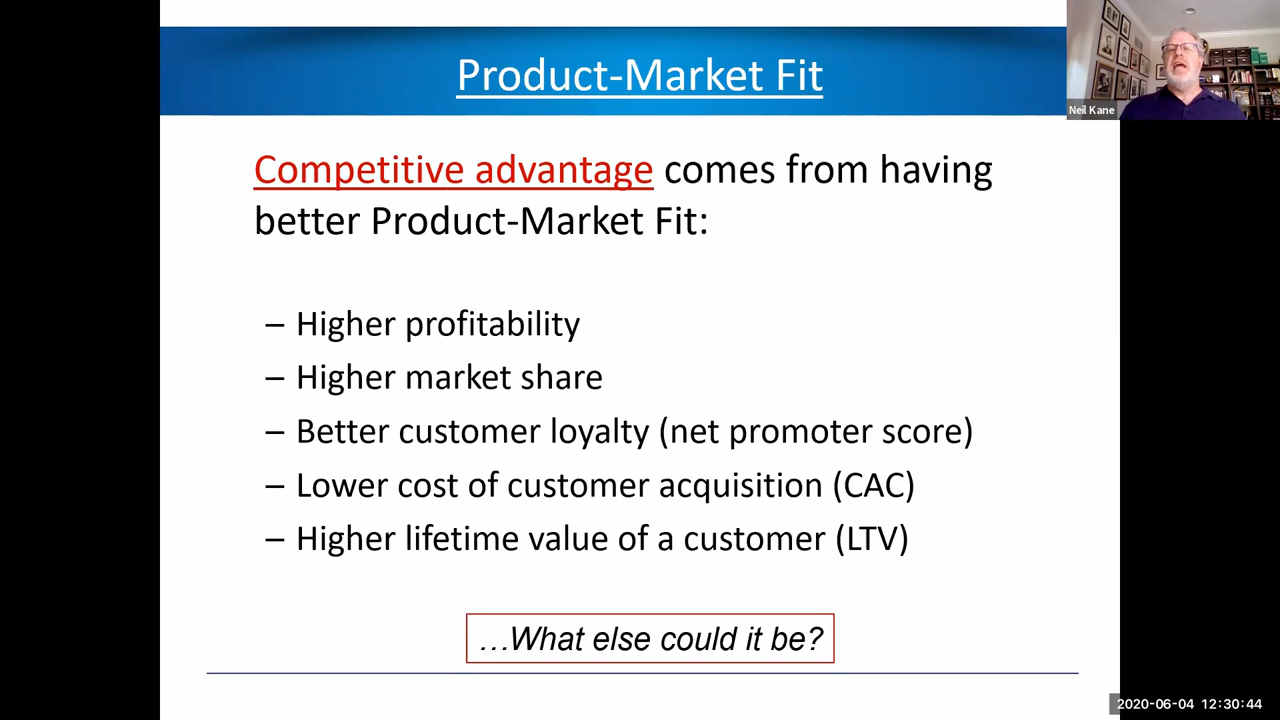 Product-Market Fit
Neil Kane
Competitive advantage comes from having
better Product-Market Fit:
– Higher profitability
– Higher market share
– Better customer loyalty (net promoter score)
– Lower cost of customer acquisition (CAC)
– Higher lifetime value of a customer (LTV)
…What else could it be?
2020-06-04 12:30:44